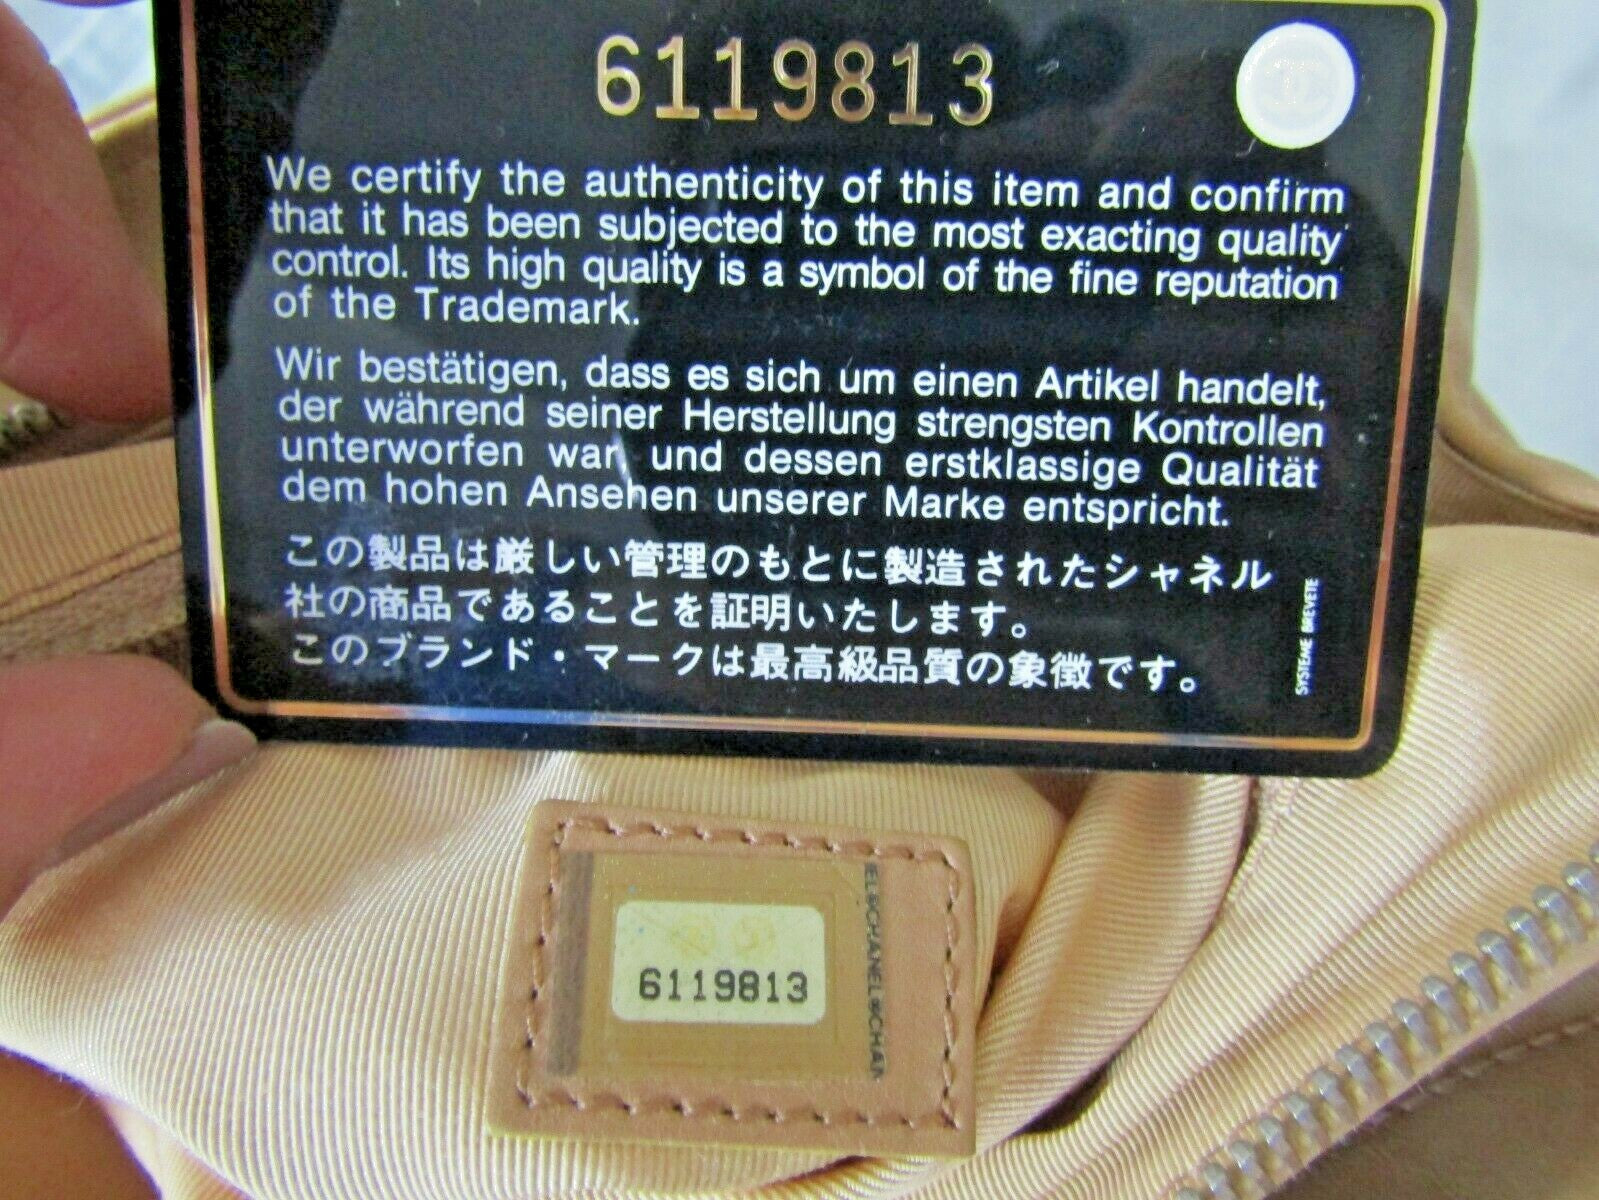 6119813
We certify the authenticity of this item and confirm
that it has been subjected to the most exacting quality
control. Its high quality is a symbol of the fine reputation
of the Trademark.
Wir bestätigen, dass es sich um einen Artikel handelt,
der während seiner Herstellung strengsten Kontrollen
unterworfen war, und dessen erstklassige Qualität
dem hohen Ansehen unserer Marke entspricht.
この製品は厳しい管理のもとに製造されたシャネル
社の商品であることを証明いたします。
このブランド・マークは最高級品質の象徴です。
SYSTEME BREVETE
6119813
EL®CHANEL®CHAN